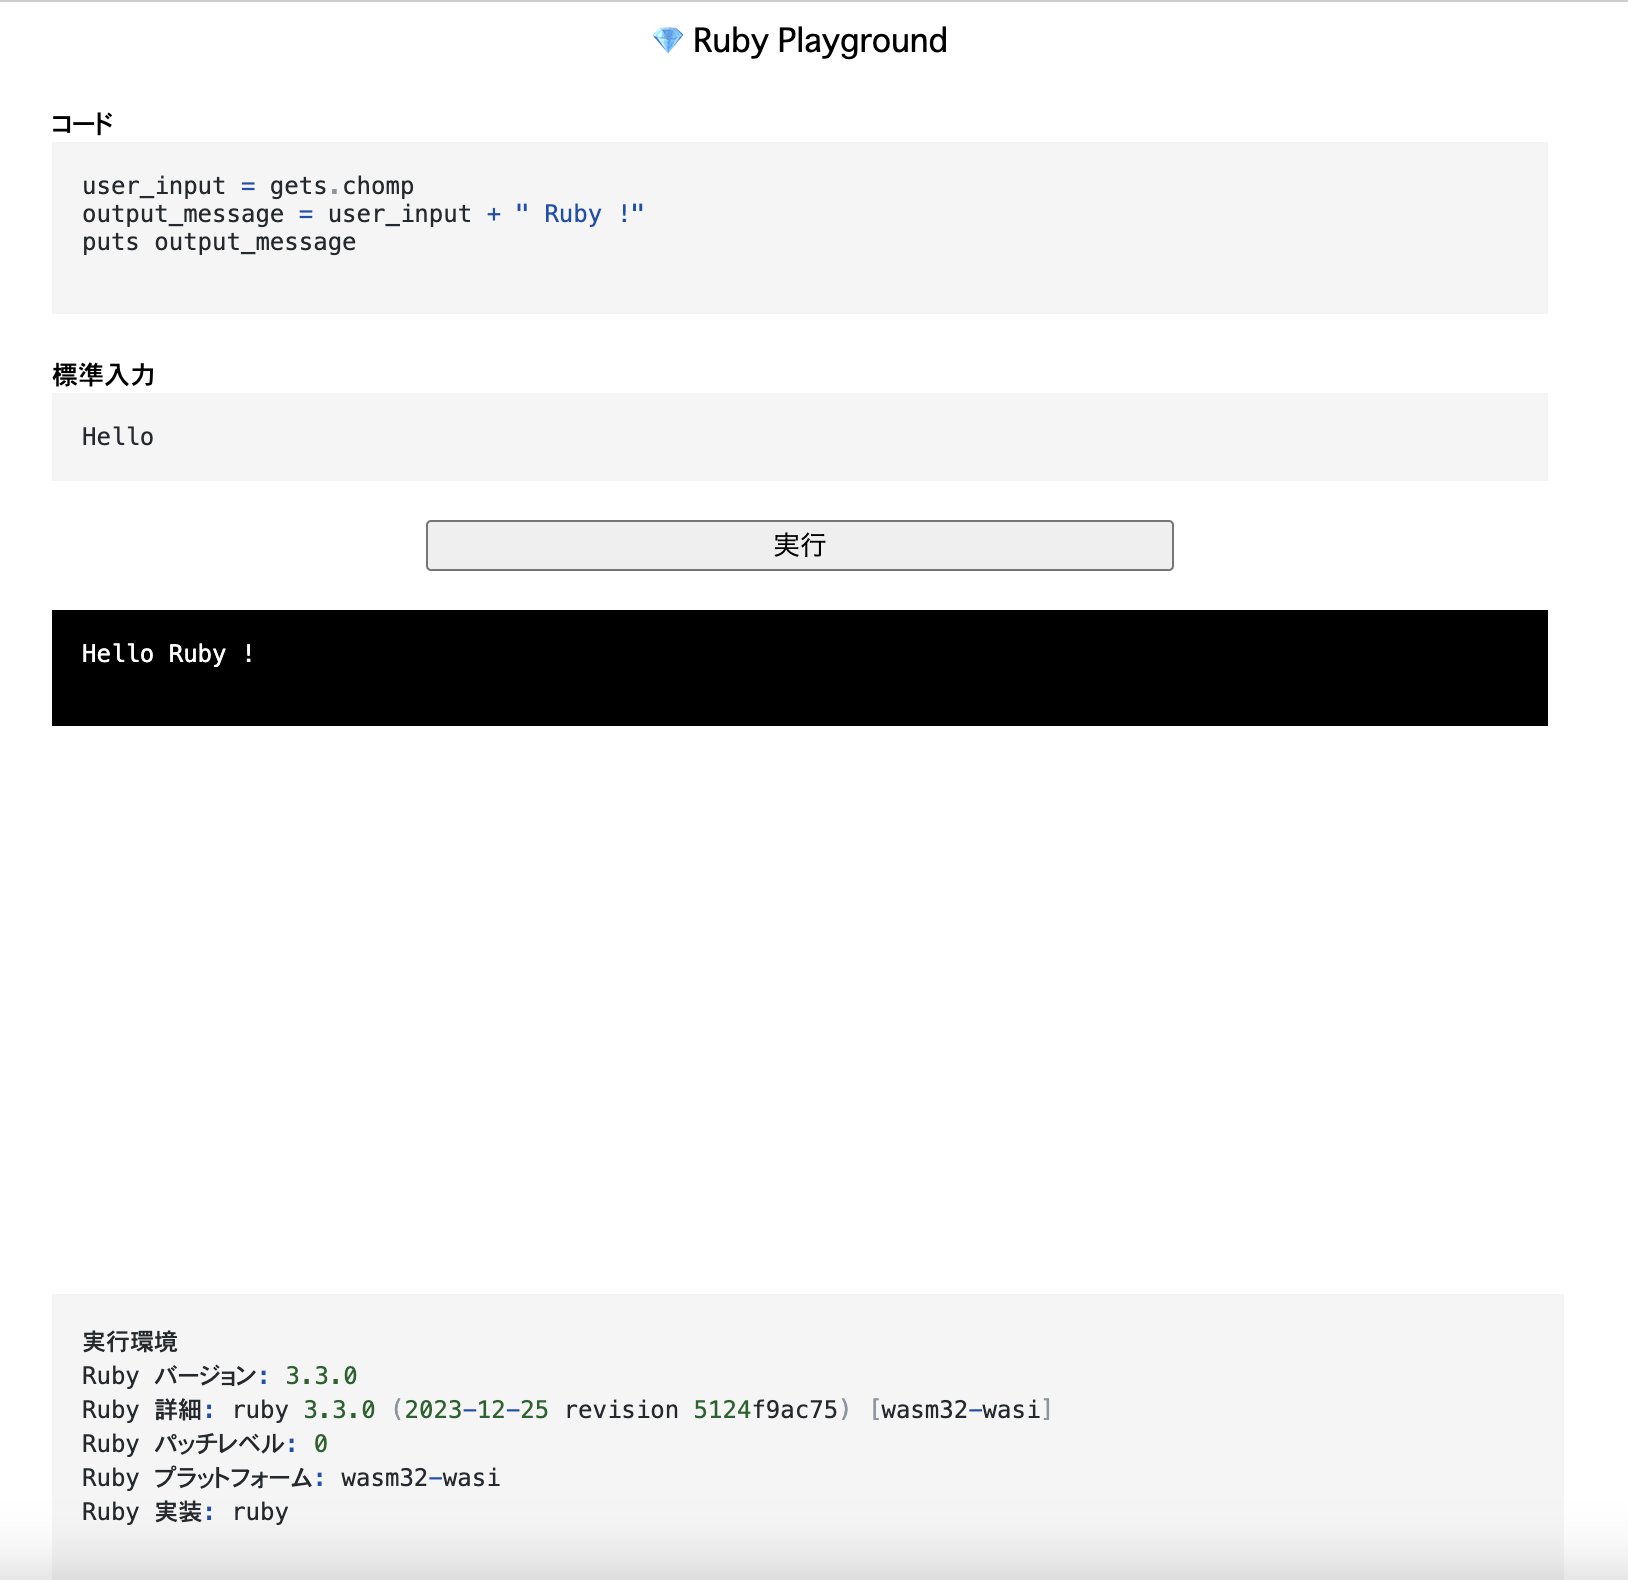 💎 Ruby Playground
コード
user_input = gets.chomp
output_message = user_input + " Ruby !"
puts output_message
標準入力
Hello
実行
Hello Ruby !
実行環境
Ruby バージョン: 3.3.0
Ruby 詳細: ruby 3.3.0 (2023-12-25 revision 5124f9ac75) [wasm32-wasi]
Ruby パッチレベル: 0
Ruby プラットフォーム: wasm32-wasi
Ruby 実装: ruby